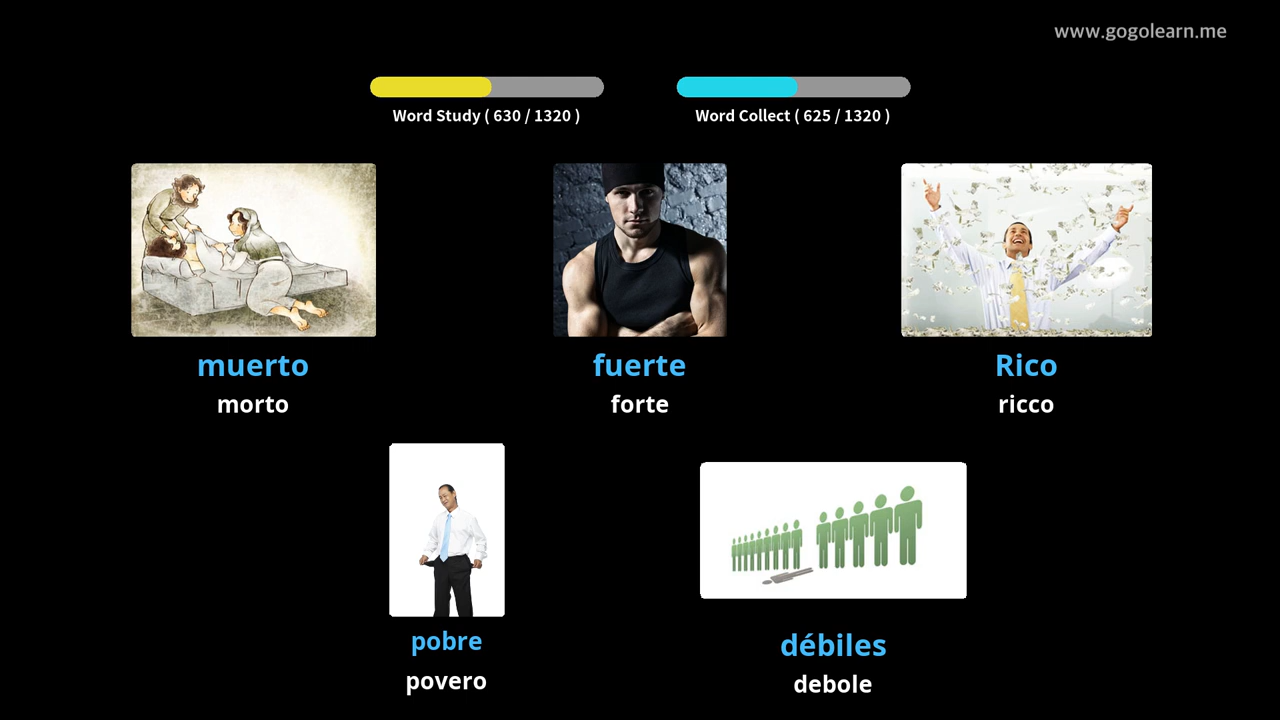 www.gogolearn.me
Word Study ( 630 / 1320 )
Word Collect ( 625 / 1320 )
muerto
morto
fuerte
forte
Rico
ricco
pobre
povero
débiles
debole